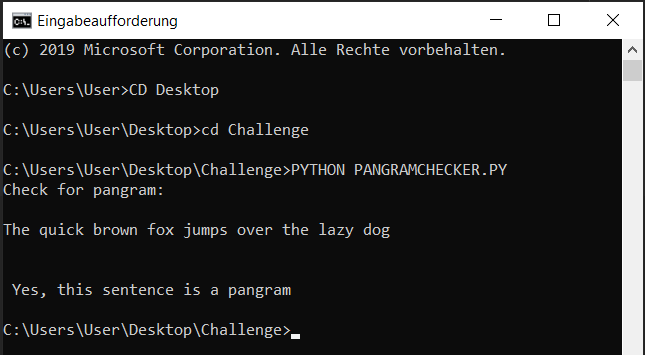 Eingabeaufforderung
(c) 2019 Microsoft Corporation. Alle Rechte vorbehalten.
C:\Users\User>CD Desktop
C:\Users\User\Desktop>cd Challenge
C:\Users\User\Desktop\Challenge>PYTHON PANGRAMCHECKER.PY
Check for pangram:
The quick brown fox jumps over the lazy dog
Yes, this sentence is a pangram
C:\Users\User\Desktop\Challenge>